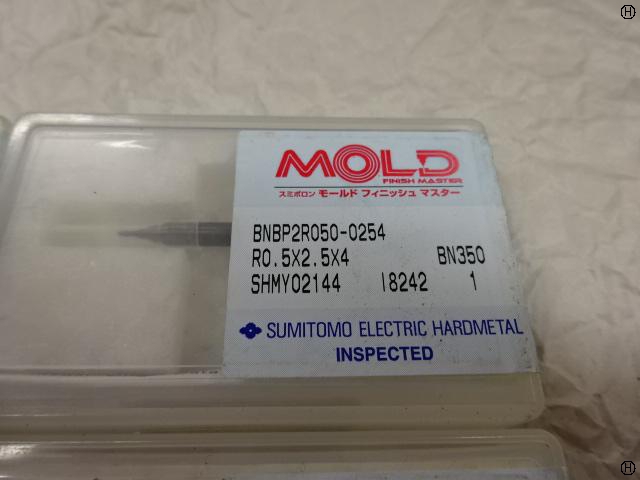 MOLD
FINISH MASTER
スミボロン モールド フィニッシュ マスター
BNBP2R050-0254
R0.5X2.5X4 BN350
SHMY02144 I8242 1
SUMITOMO ELECTRIC HARDMETAL
INSPECTED
H
H